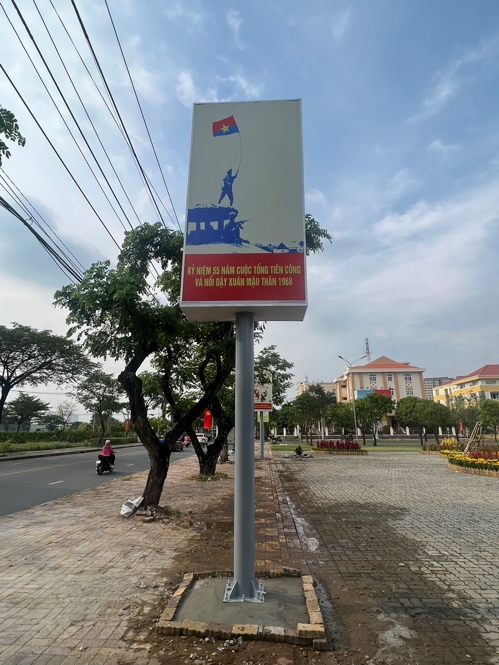 KỶ NIỆM 55 NĂM CUỘC TỔNG TIẾN CÔNG
VÀ NỔI DẬY XUÂN MẬU THÂN 1968